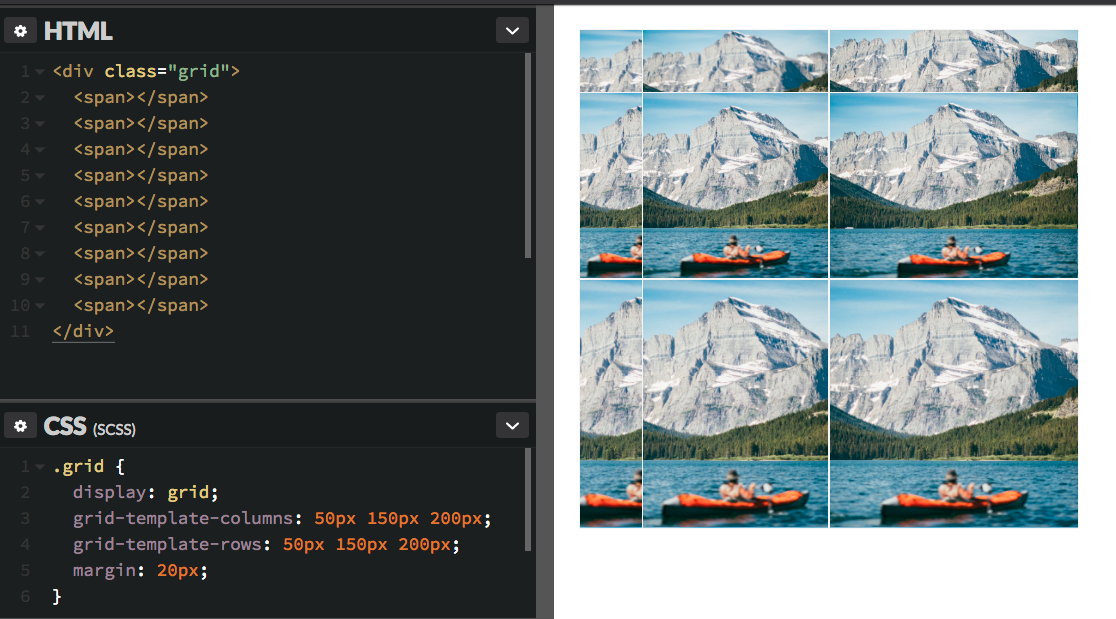 HTML
1 <div class="grid">
2 <span></span>
3 <span></span>
4 <span></span>
5 <span></span>
6 <span></span>
7 <span></span>
8 <span></span>
9 <span></span>
10 <span></span>
11 </div>
CSS (SCSS)
1 .grid {
2 display: grid;
3 grid-template-columns: 50px 150px 200px;
4 grid-template-rows: 50px 150px 200px;
5 margin: 20px;
6 }